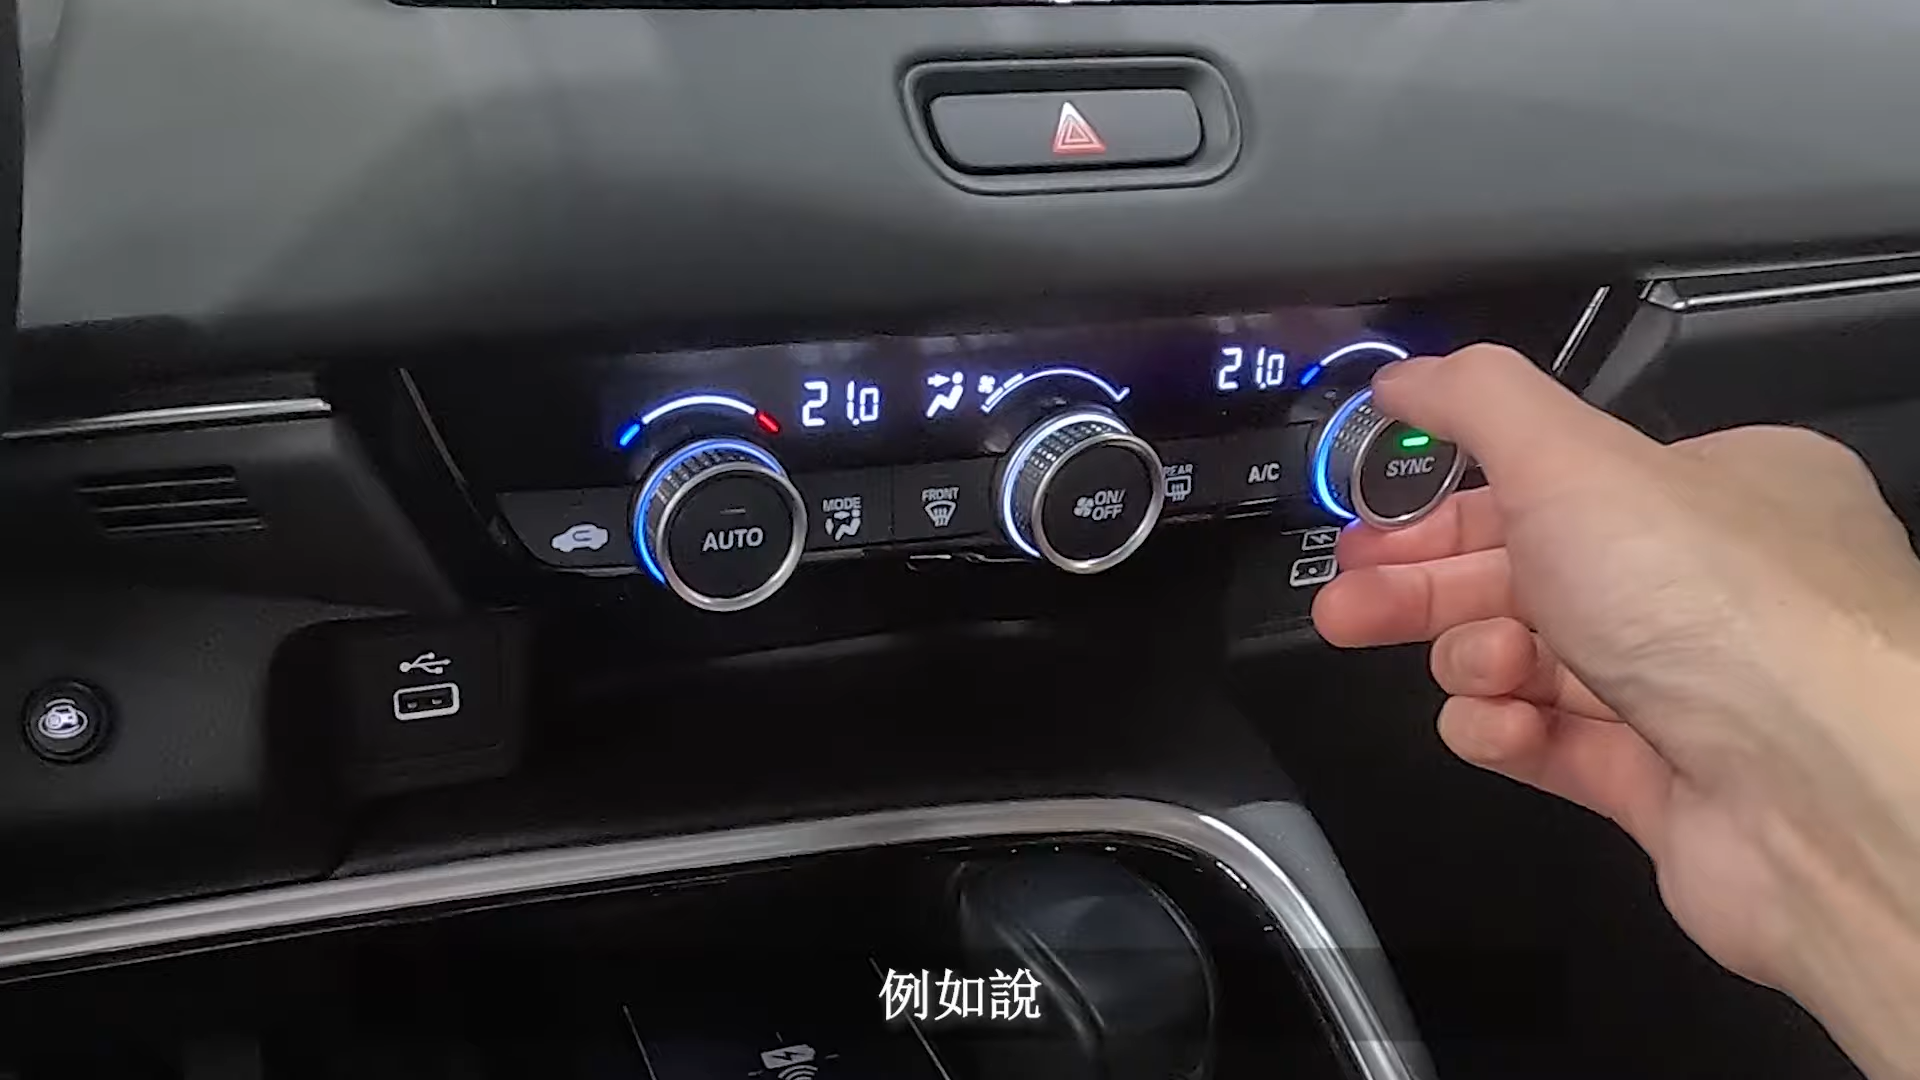 21.0
21.0
AUTO
MODE
FRONT
ON/
OFF
REAR
A/C
SYNC
例如說